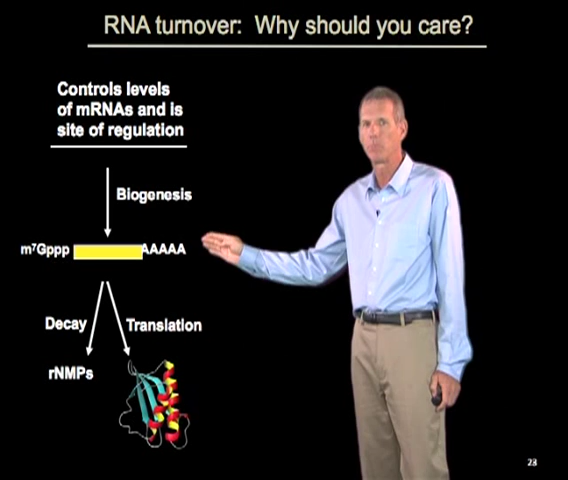 RNA turnover: Why should you care?
Controls levels
of mRNAs and is
site of regulation
Biogenesis
m⁷Gppp AAAAA
Decay Translation
rNMPs
23